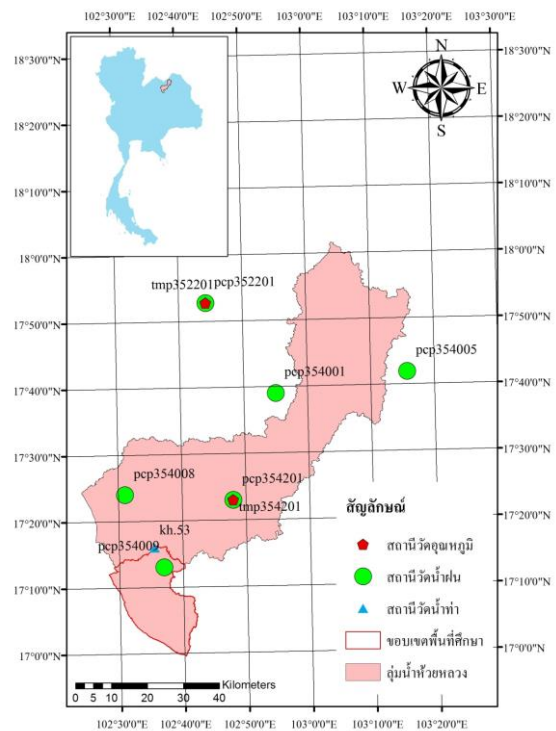 102°30'0"E 102°40'0"E 102°50'0"E 103°0'0"E 103°10'0"E 103°20'0"E 103°30'0"E
N
W E
S
18°30'0"N 18°30'0"N
18°20'0"N 18°20'0"N
18°10'0"N 18°10'0"N
18°0'0"N 18°0'0"N
tmp352201 pcp352201
17°50'0"N 17°50'0"N
pcp354005
pcp354001
17°40'0"N 17°40'0"N
17°30'0"N 17°30'0"N
pcp354008 pcp354201
tmp354201
สัญลักษณ์
17°20'0"N 17°20'0"N
kh.53
pcp354009
สถานีวัดอุณหภูมิ
สถานีวัดน้ำฝน
17°10'0"N 17°10'0"N
สถานีวัดน้ำท่า
ขอบเขตพื้นที่ศึกษา
17°0'0"N 17°0'0"N
ลุ่มน้ำห้วยหลวง
Kilometers
0 5 10 20 30 40
102°30'0"E 102°40'0"E 102°50'0"E 103°0'0"E 103°10'0"E 103°20'0"E